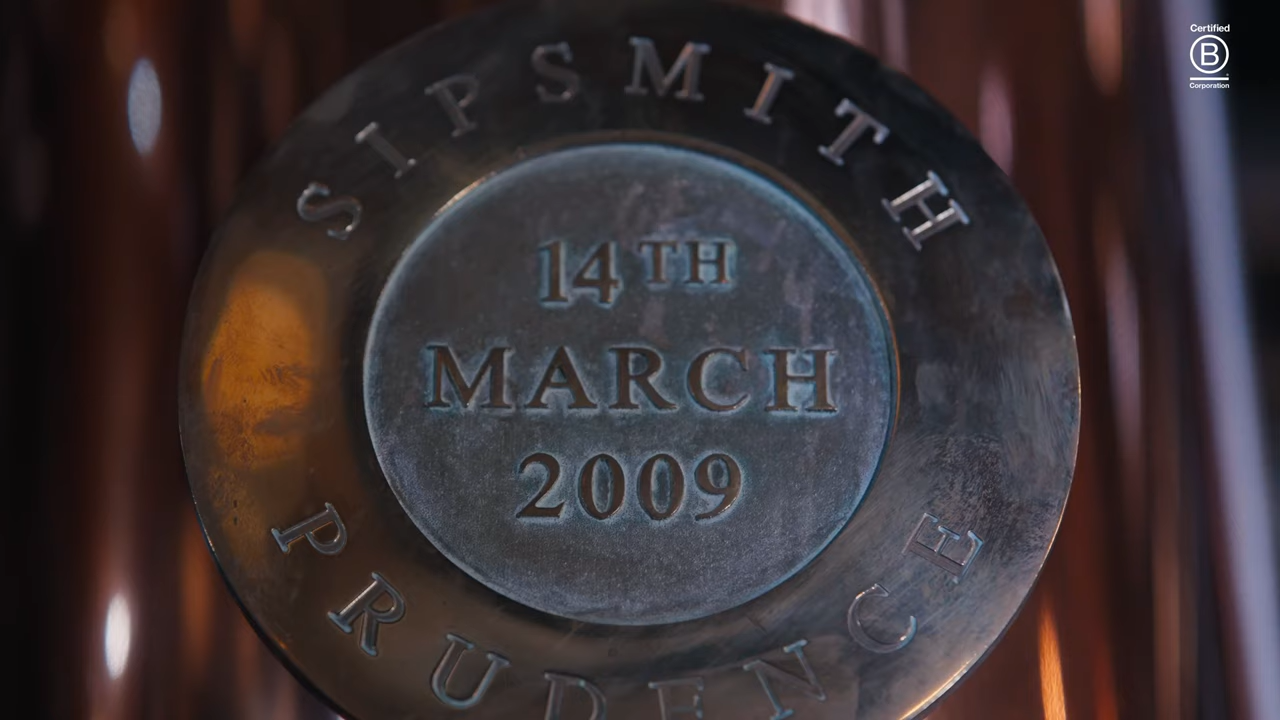 SIPSMITH
14TH
MARCH
2009
PRUDENCE
Certified
B
Corporation